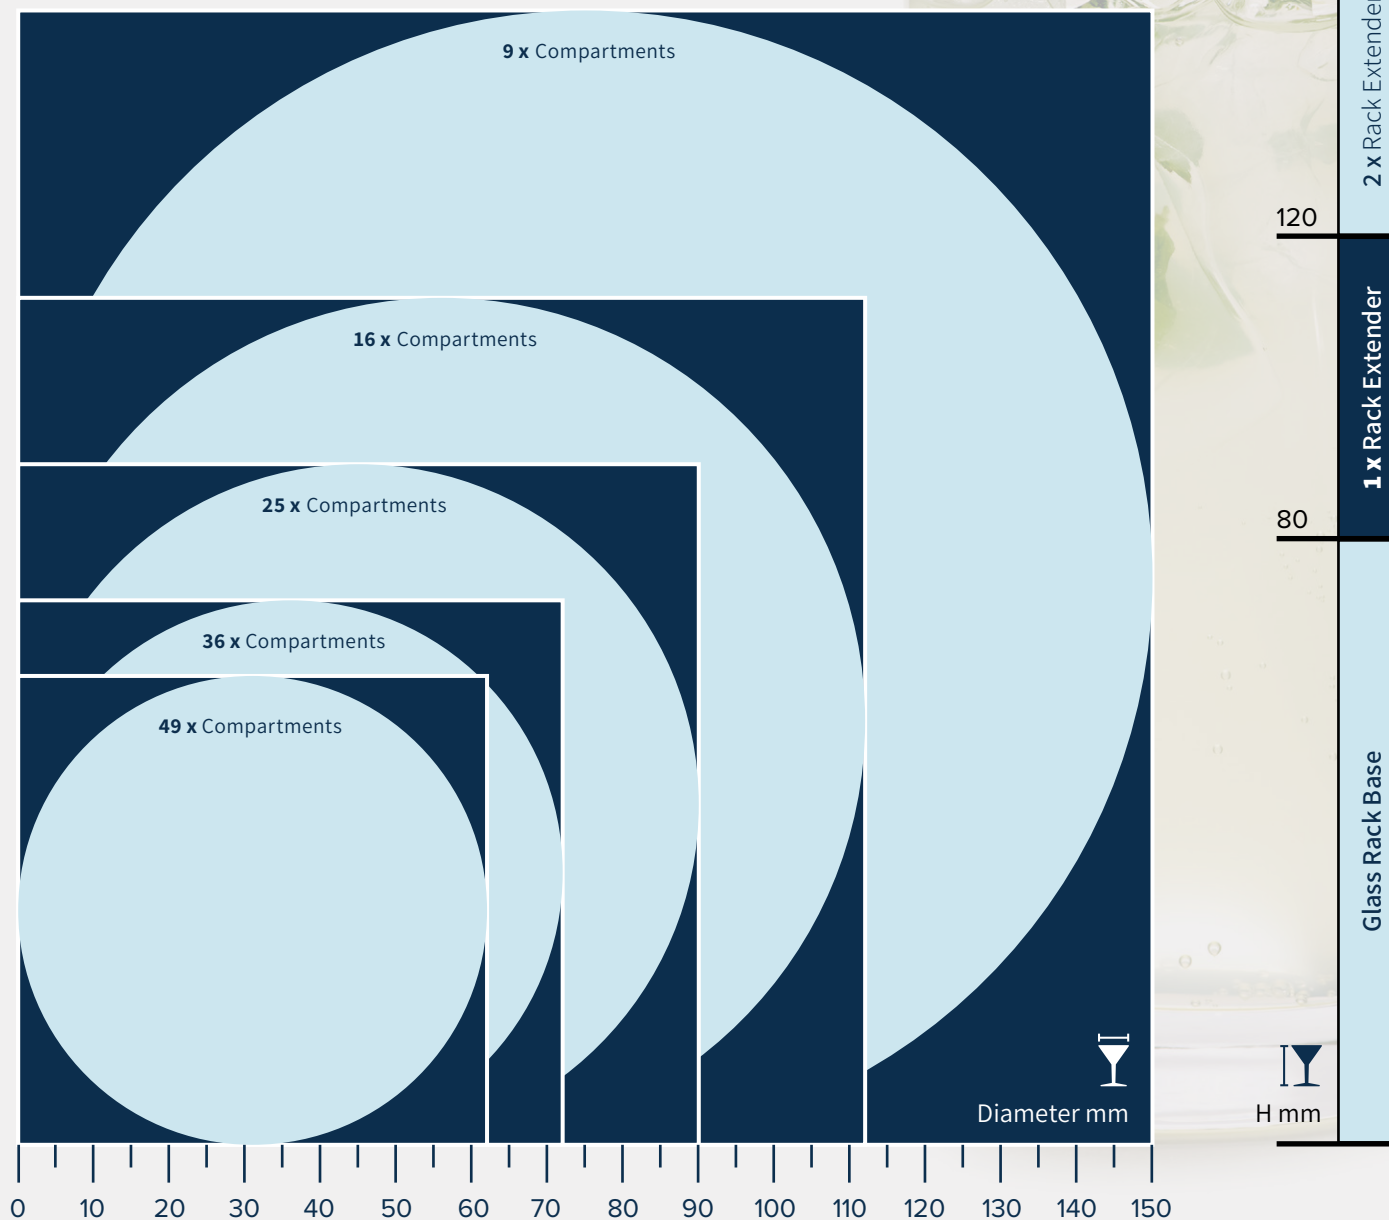 9 x Compartments
16 x Compartments
25 x Compartments
36 x Compartments
49 x Compartments
Diameter mm
0 10 20 30 40 50 60 70 80 90 100 110 120 130 140 150
2 x Rack Extender
120
1 x Rack Extender
80
Glass Rack Base
H mm